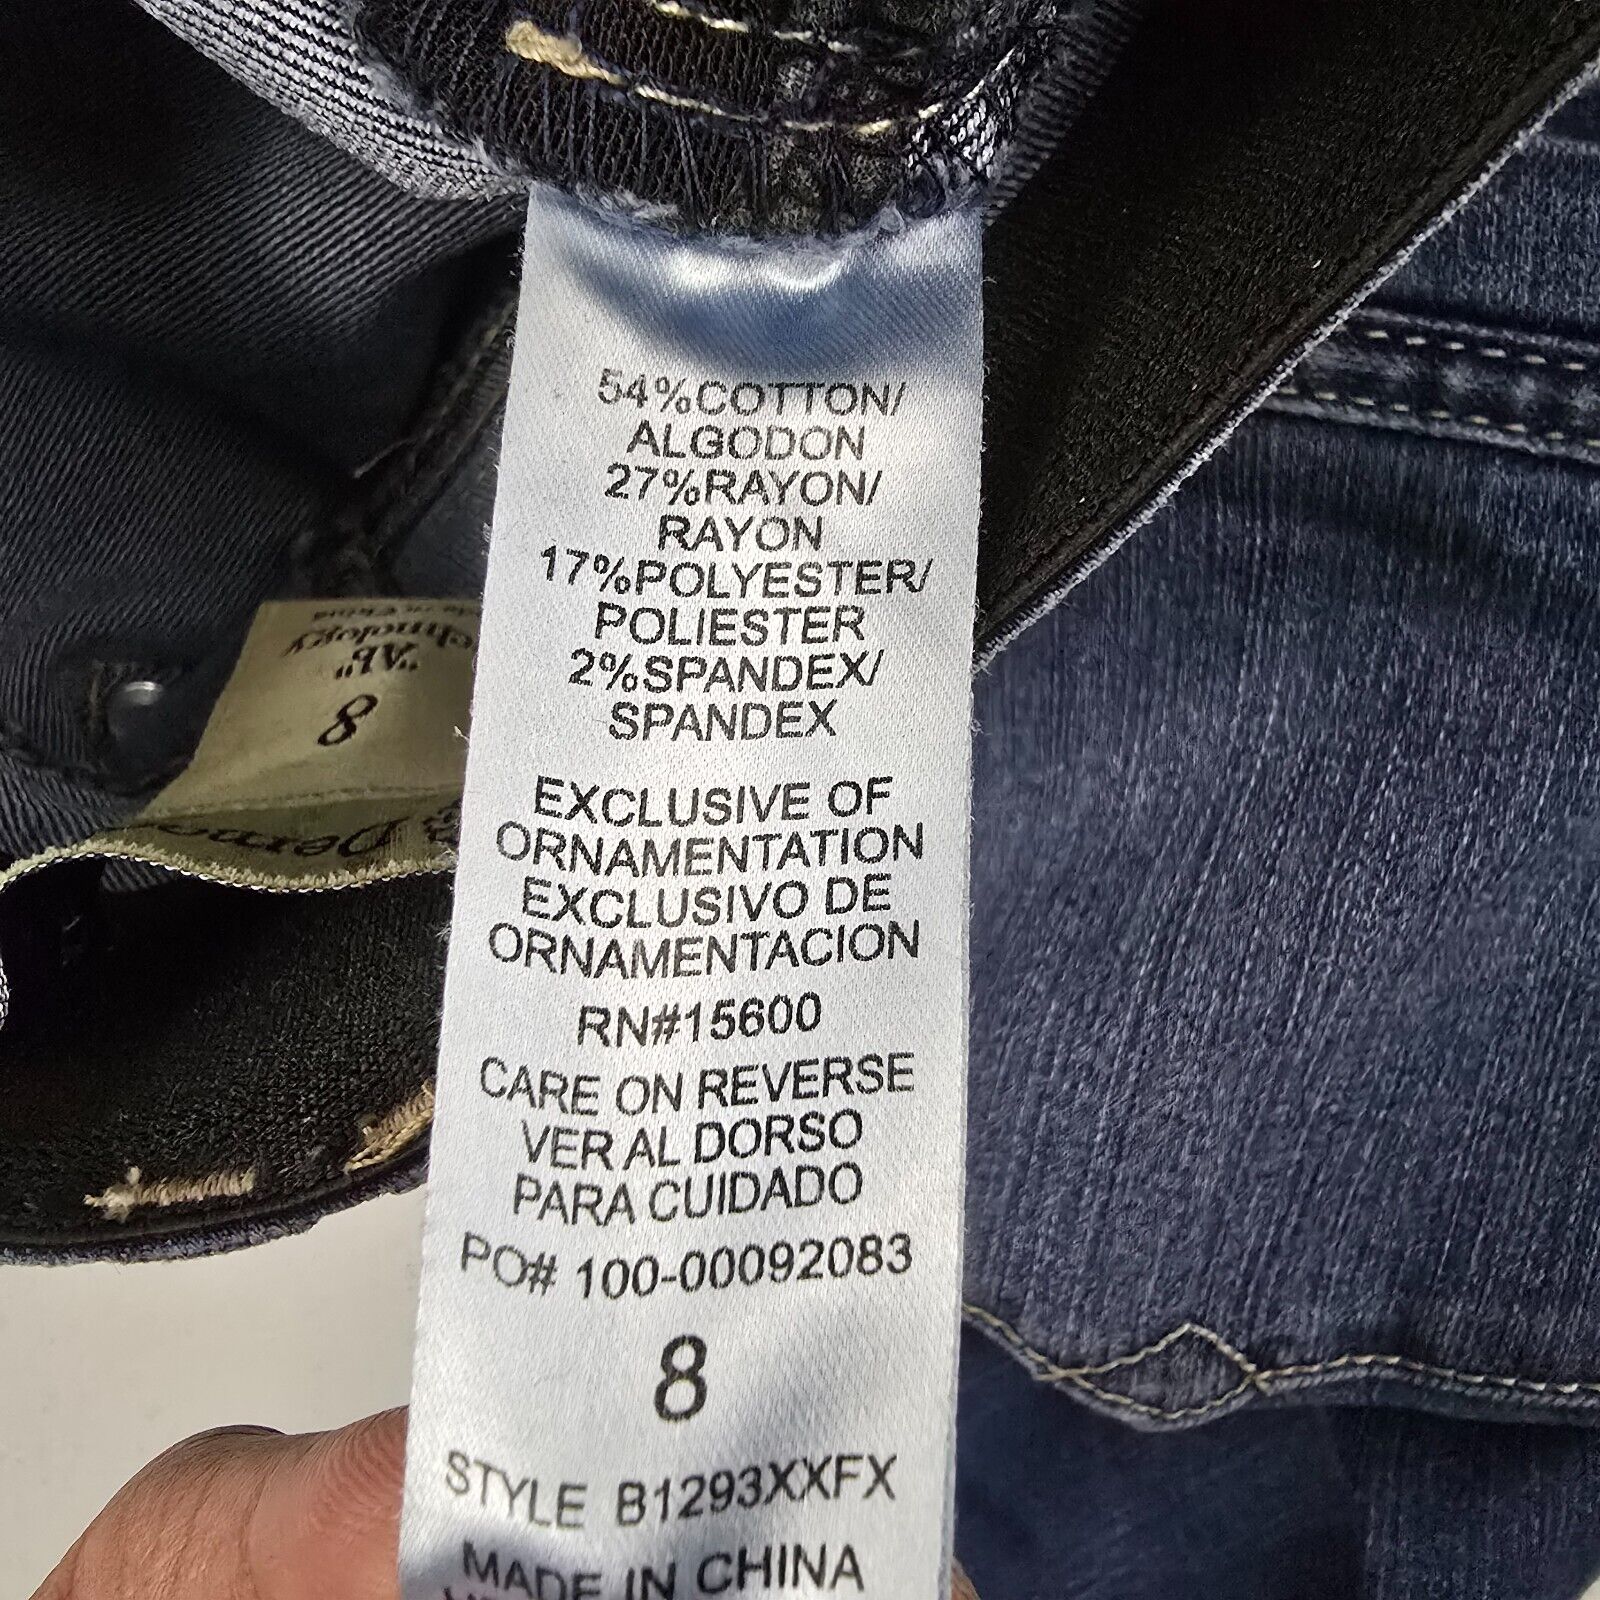 54%COTTON/
ALGODON
27%RAYON/
RAYON
17%POLYESTER/
POLIESTER
2%SPANDEX/
SPANDEX
EXCLUSIVE OF
ORNAMENTATION
EXCLUSIVO DE
ORNAMENTACION
RN#15600
CARE ON REVERSE
VER AL DORSO
PARA CUIDADO
PO# 100-00092083
8
STYLE B1293XXFX
MADE IN CHINA
8
"Ab"